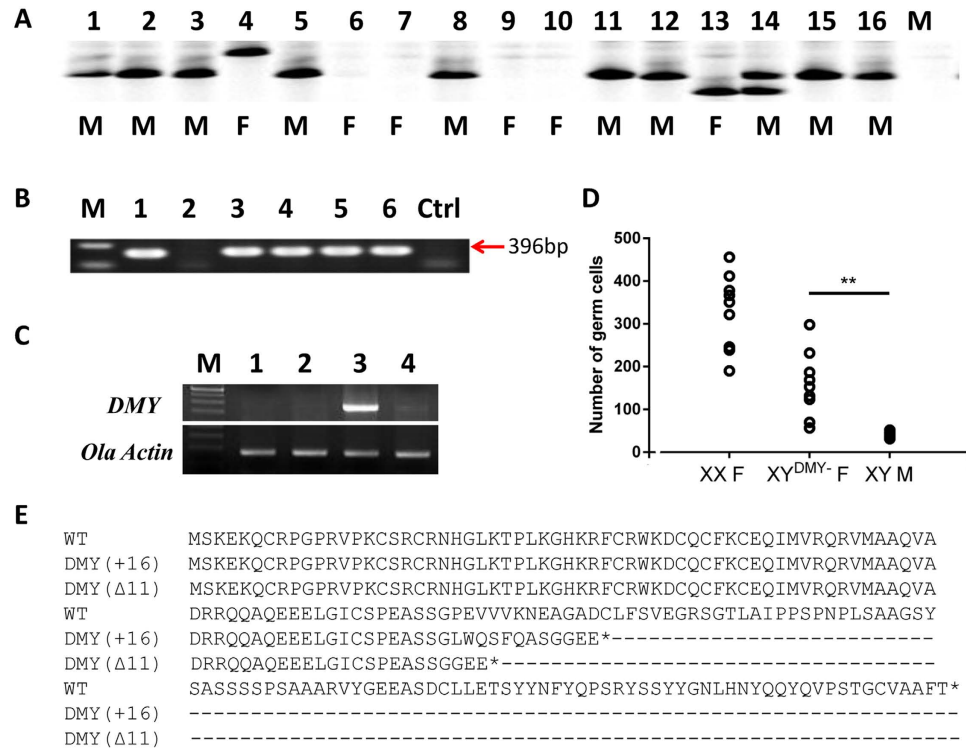 A
1 2 3 4 5 6 7 8 9 10 11 12 13 14 15 16 M
M M M F M F F M F F M M F M M M
B
M 1 2 3 4 5 6 Ctrl
396bp
C
M 1 2 3 4
DMY
Ola Actin
D
Number of germ cells
500
400
300
200
100
0
**
XX F XY^DMY- F XY M
E
WT MSKEKQCRPGPRVPKCSRCRNHGLKTPLKGHKRFCRWKDCQCFKCEQIMVRQRVMAAQVA
DMY(+16) MSKEKQCRPGPRVPKCSRCRNHGLKTPLKGHKRFCRWKDCQCFKCEQIMVRQRVMAAQVA
DMY(Δ11) MSKEKQCRPGPRVPKCSRCRNHGLKTPLKGHKRFCRWKDCQCFKCEQIMVRQRVMAAQVA
WT DRRQQAQEEELGICSPEASSGPEVVVKNEAGADCLFSVEGRSGTLAIPPSPNPLSAAGSY
DMY(+16) DRRQQAQEEELGICSPEASSGLWQSFQASGGEE*--------------------------
DMY(Δ11) DRRQQAQEEELGICSPEASSGGEE*-----------------------------------
WT SASSSSPSAAARVYGEEASDCLLETSYYNFYQPSRYSSYYGNLHNYQQYQVPSTGCVAAFT*
DMY(+16) --------------------------------------------------------------
DMY(Δ11) --------------------------------------------------------------